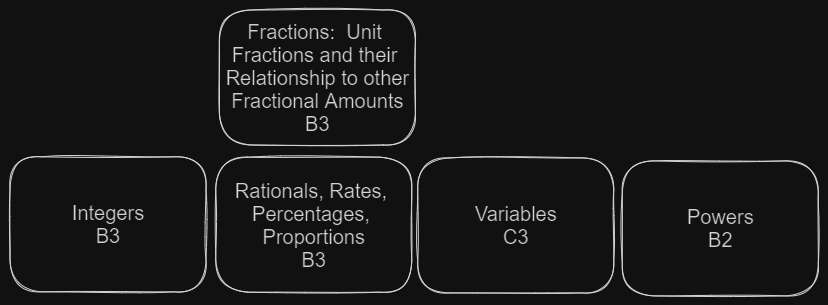 Fractions:  Unit
Fractions and their
Relationship to other
Fractional Amounts
B3
Integers
B3
Rationals, Rates,
Percentages,
Proportions
B3
Variables
C3
Powers
B2